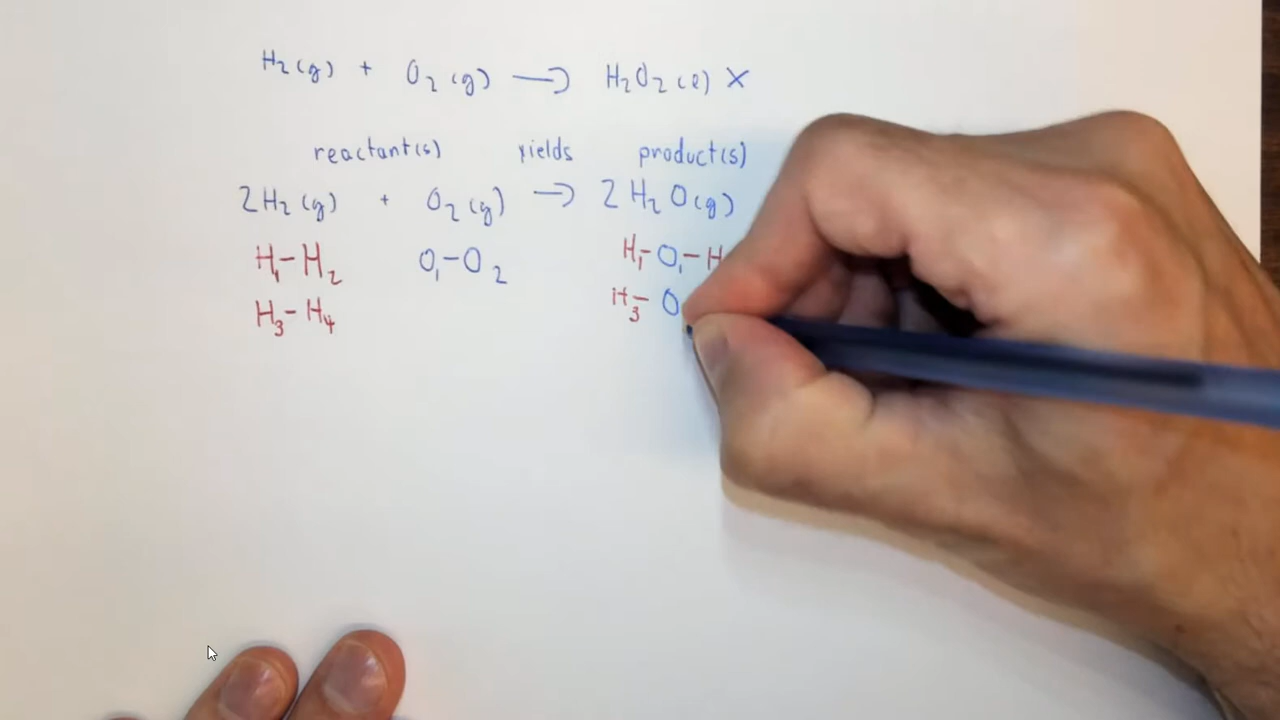 H₂(g) + O₂(g) → H₂O₂(l) X
reactant(s) yields product(s)
2H₂(g) + O₂(g) → 2H₂O(g)
H₁-H₂ O₁-O₂ H₁-O₁-H
H₃-H₄ H₃-O